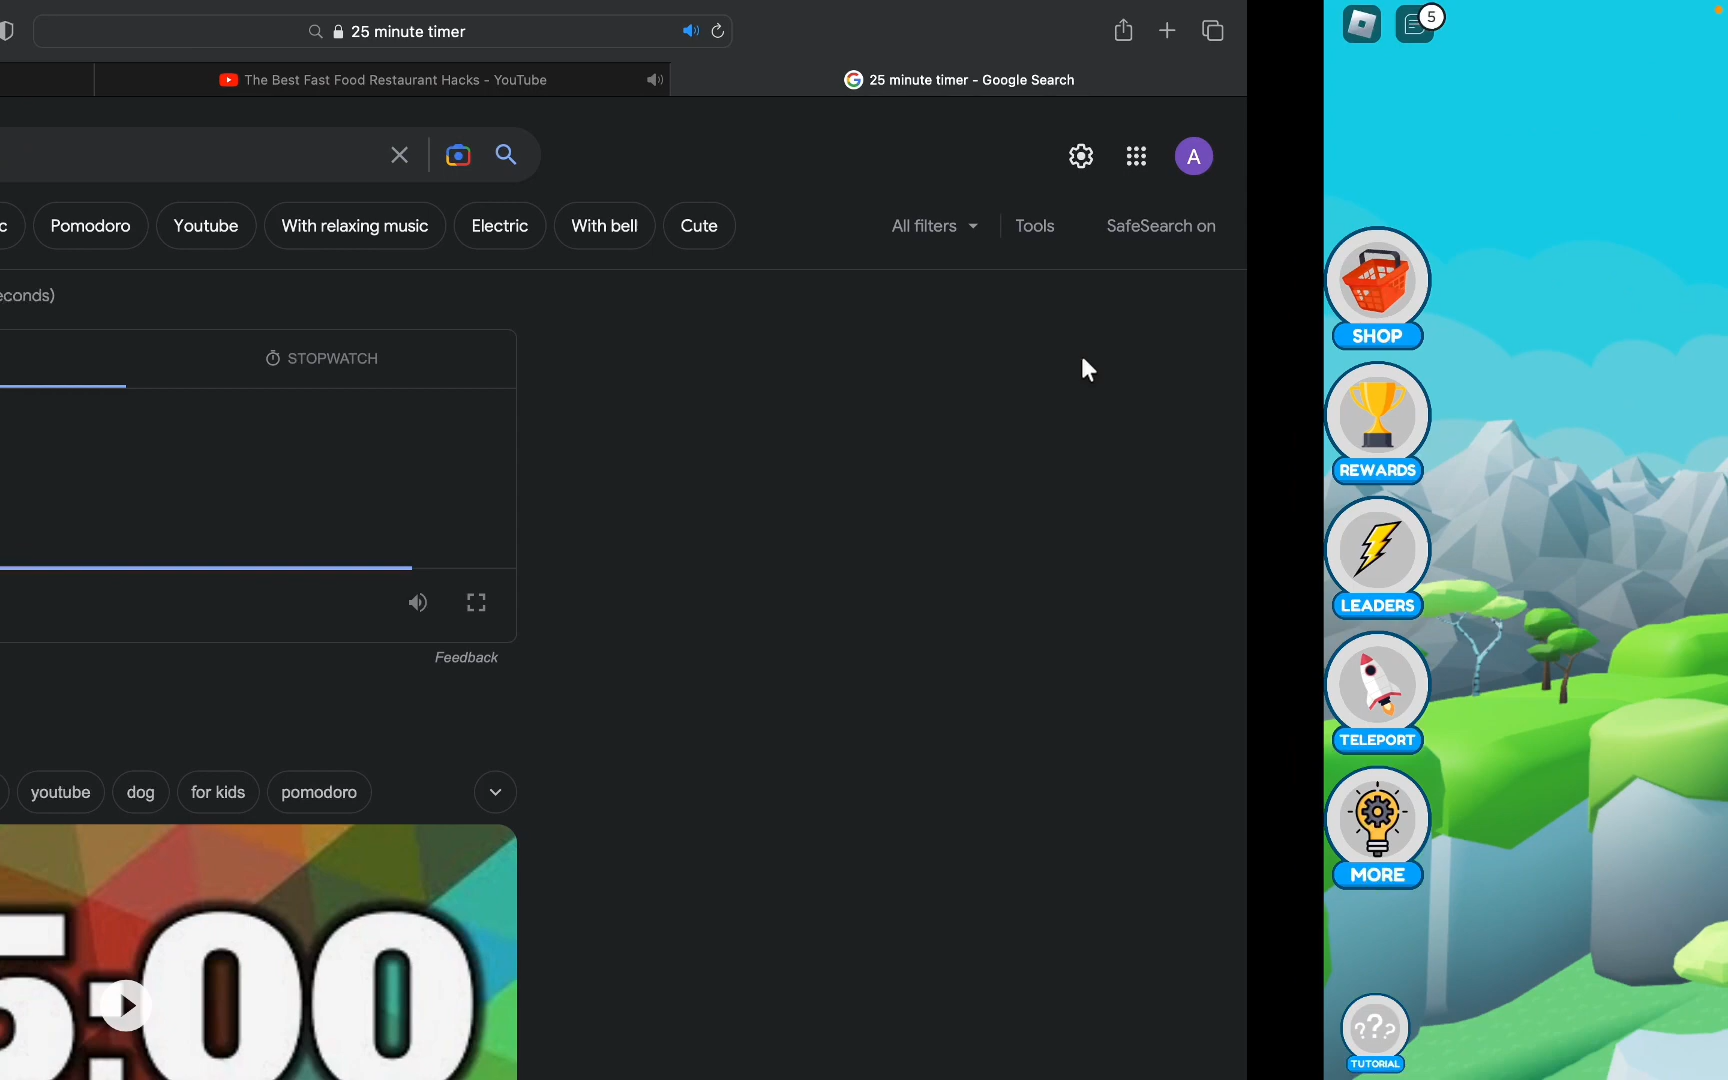 25 minute timer
The Best Fast Food Restaurant Hacks - YouTube
25 minute timer - Google Search
A
c
Pomodoro
Youtube
With relaxing music
Electric
With bell
Cute
All filters
Tools
SafeSearch on
econds)
STOPWATCH
Feedback
youtube
dog
for kids
pomodoro
5:00
5
SHOP
REWARDS
LEADERS
TELEPORT
MORE
???
TUTORIAL